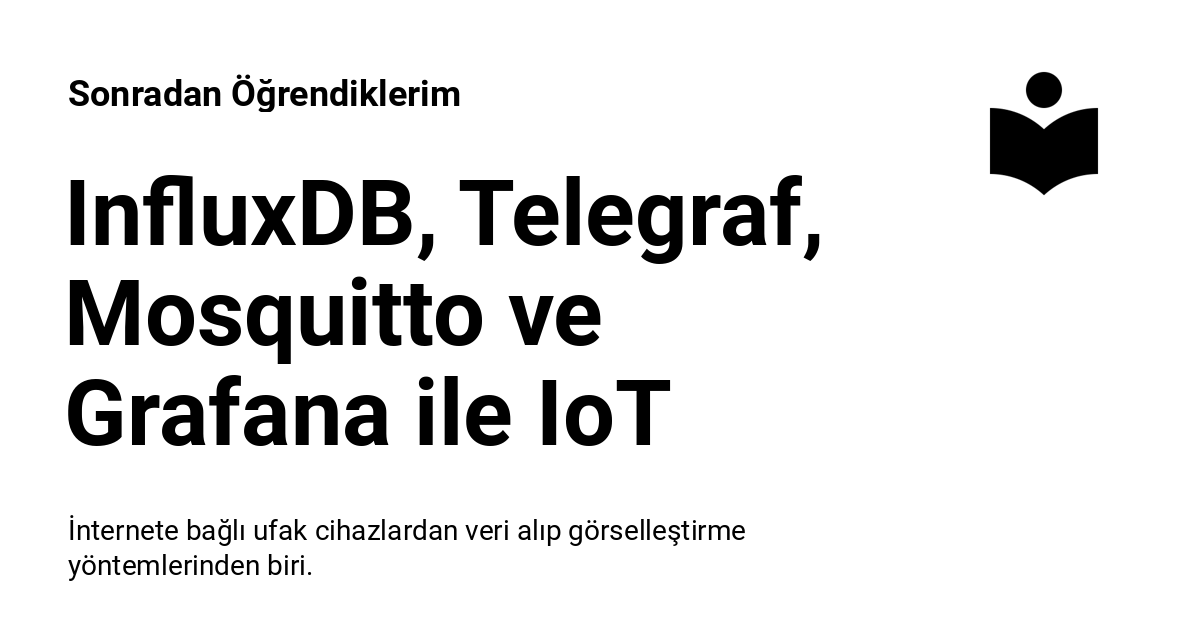 Sonradan Öğrendiklerim
InfluxDB, Telegraf,
Mosquitto ve
Grafana ile IoT
İnternete bağlı ufak cihazlardan veri alıp görselleştirme
yöntemlerinden biri.